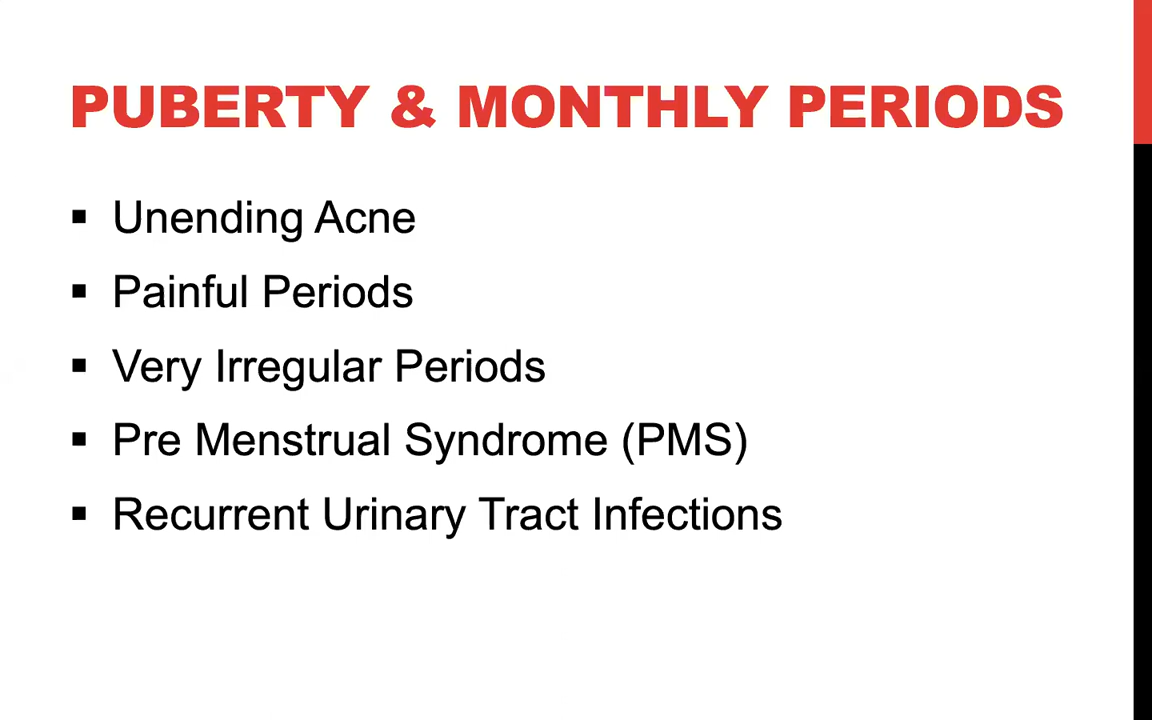 PUBERTY & MONTHLY PERIODS
▪ Unending Acne
▪ Painful Periods
▪ Very Irregular Periods
▪ Pre Menstrual Syndrome (PMS)
▪ Recurrent Urinary Tract Infections